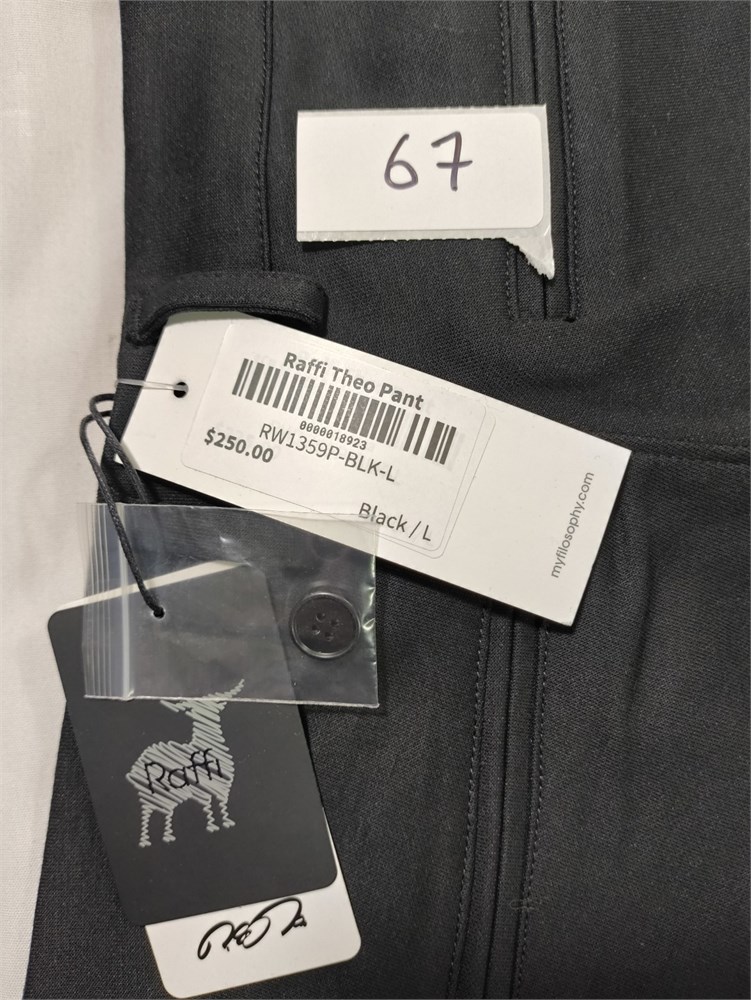 67
Raffi Theo Pant
0000018923
RW1359P-BLK-L
$250.00
Black / L
myfilosophy.com
Raffi